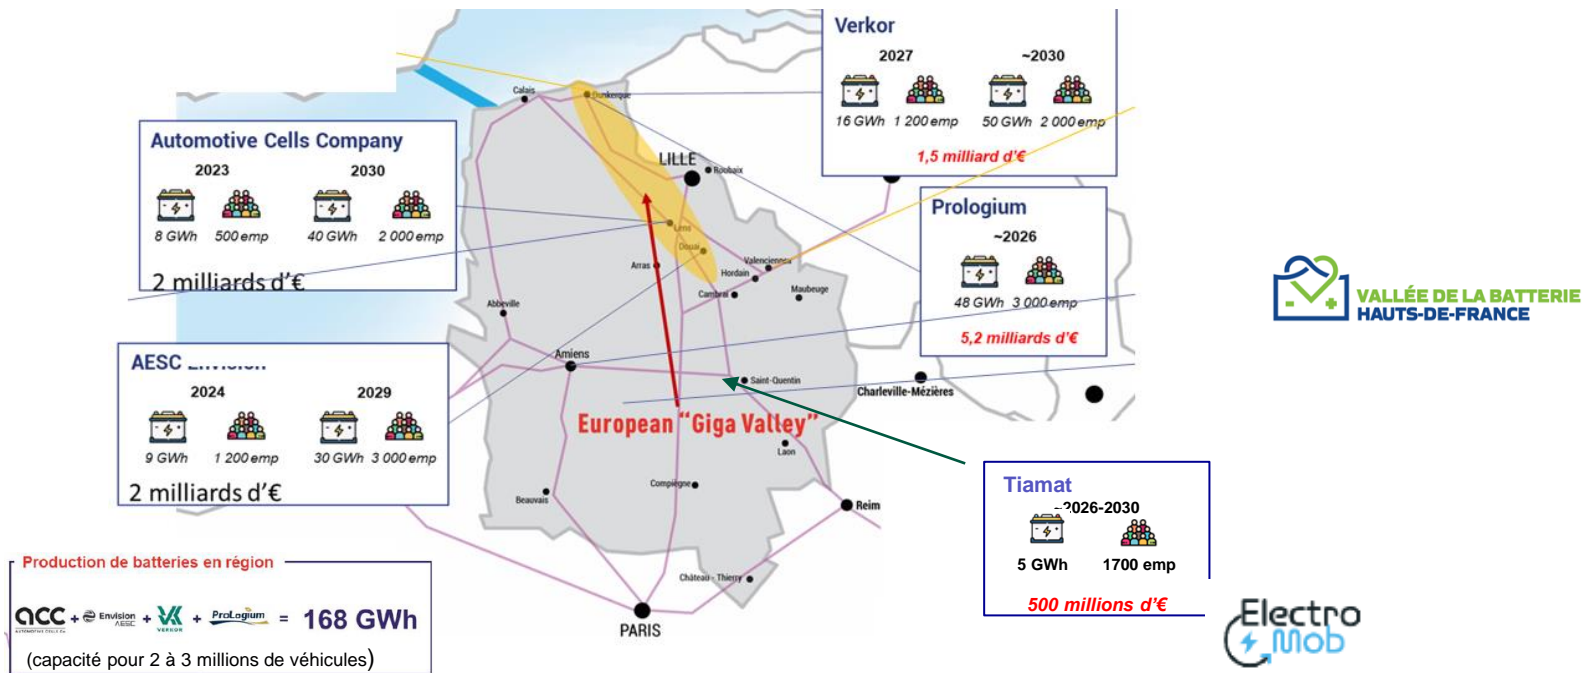 Verkor
2027
~2030
16 GWh
1 200 emp
50 GWh
2 000 emp
1,5 milliard d'€
Calais
Dunkerque
Automotive Cells Company
2023
2030
8 GWh
500 emp
40 GWh
2 000 emp
2 milliards d'€
LILLE
Roubaix
Lens
Douai
Arras
Valenciennes
Hordain
Cambrai
Maubeuge
Abbeville
Prologium
~2026
48 GWh
3 000 emp
5,2 milliards d'€
VALLÉE DE LA BATTERIE
HAUTS-DE-FRANCE
AESC Envision
2024
2029
9 GWh
1 200 emp
30 GWh
3 000 emp
2 milliards d'€
Amiens
Saint-Quentin
Charleville-Mézières
European "Giga Valley"
Laon
Beauvais
Compiègne
Reim
Château - Thierry
PARIS
Tiamat
~2026-2030
5 GWh
1700 emp
500 millions d'€
Production de batteries en région
acc + Envision AESC + VERKOR + ProLogium = 168 GWh
AUTOMOTIVE CELLS Co
(capacité pour 2 à 3 millions de véhicules)
Electro
Mob